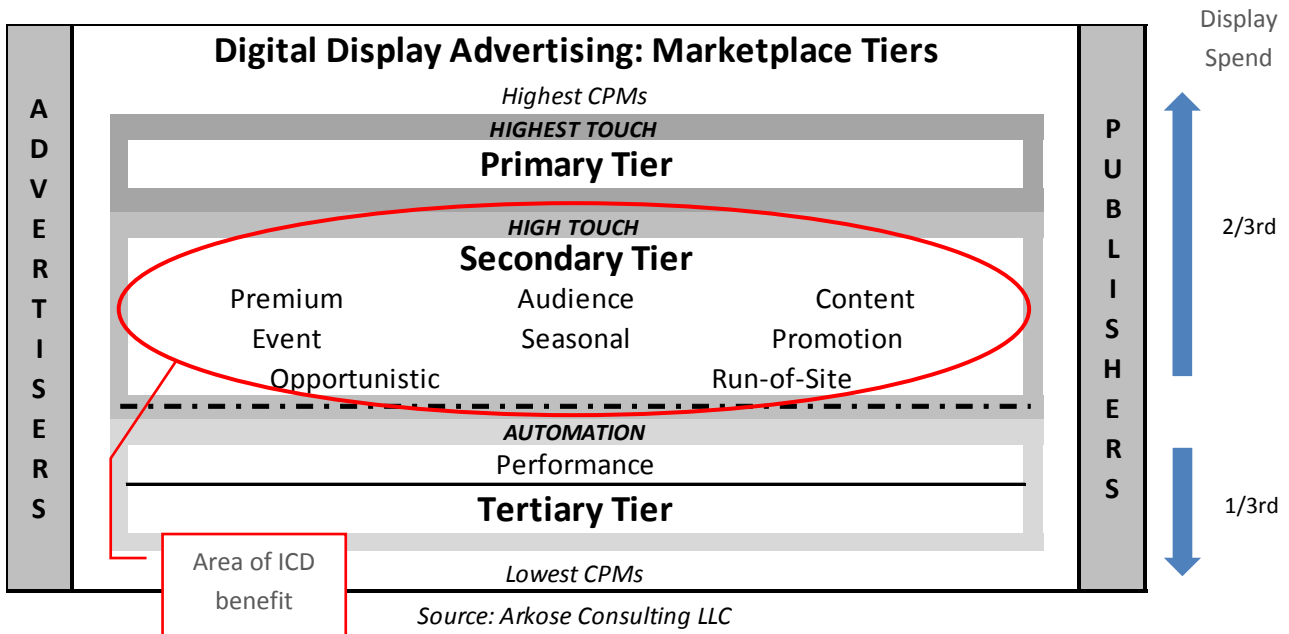 Display
Spend
Digital Display Advertising: Marketplace Tiers
Highest CPMs
ADVERTISERS
HIGHEST TOUCH
Primary Tier
PUBLISHERS
HIGH TOUCH
2/3rd
Secondary Tier
Premium Audience Content
Event Seasonal Promotion
Opportunistic Run-of-Site
AUTOMATION
Performance
Tertiary Tier
1/3rd
Area of ICD
benefit
Lowest CPMs
Source: Arkose Consulting LLC